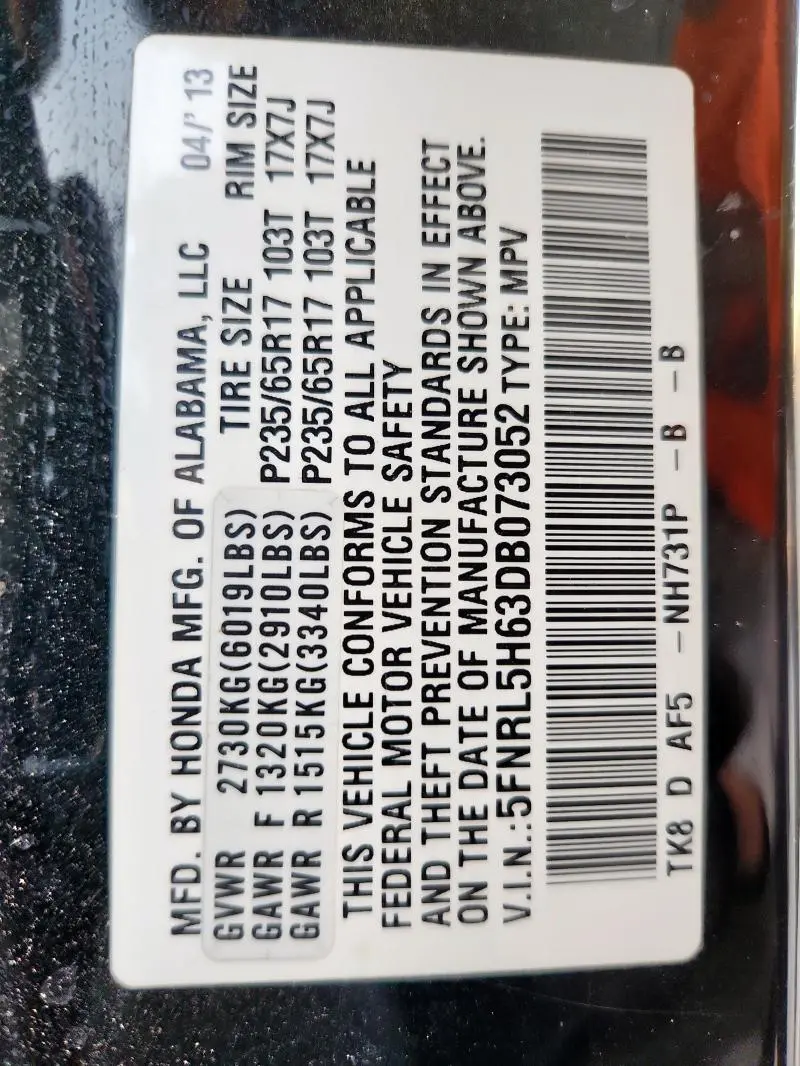 MFD. BY HONDA MFG. OF ALABAMA, LLC 04/'13
GVWR 2730KG(6019LBS) TIRE SIZE RIM SIZE
GAWR F 1320KG(2910LBS) P235/65R17 103T 17X7J
GAWR R 1515KG(3340LBS) P235/65R17 103T 17X7J
THIS VEHICLE CONFORMS TO ALL APPLICABLE
FEDERAL MOTOR VEHICLE SAFETY
AND THEFT PREVENTION STANDARDS IN EFFECT
ON THE DATE OF MANUFACTURE SHOWN ABOVE.
V.I.N.:5FNRL5H63DB073052 TYPE: MPV
TK8 D AF5 -NH731P -B -B